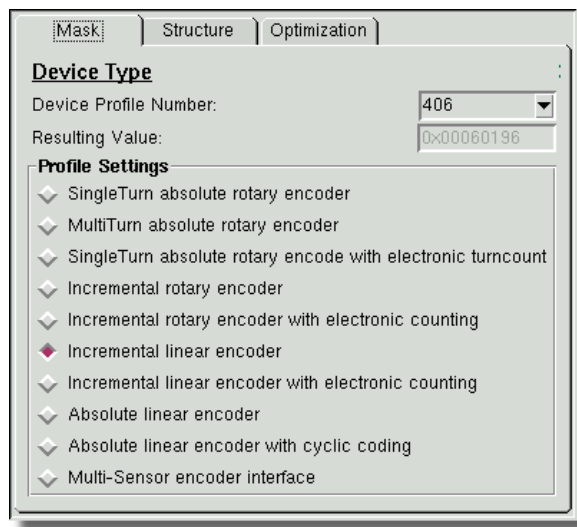 Mask Structure Optimization
Device Type :
Device Profile Number: 406
Resulting Value: 0x00060196
Profile Settings
SingleTurn absolute rotary encoder
MultiTurn absolute rotary encoder
SingleTurn absolute rotary encode with electronic turncount
Incremental rotary encoder
Incremental rotary encoder with electronic counting
Incremental linear encoder
Incremental linear encoder with electronic counting
Absolute linear encoder
Absolute linear encoder with cyclic coding
Multi-Sensor encoder interface